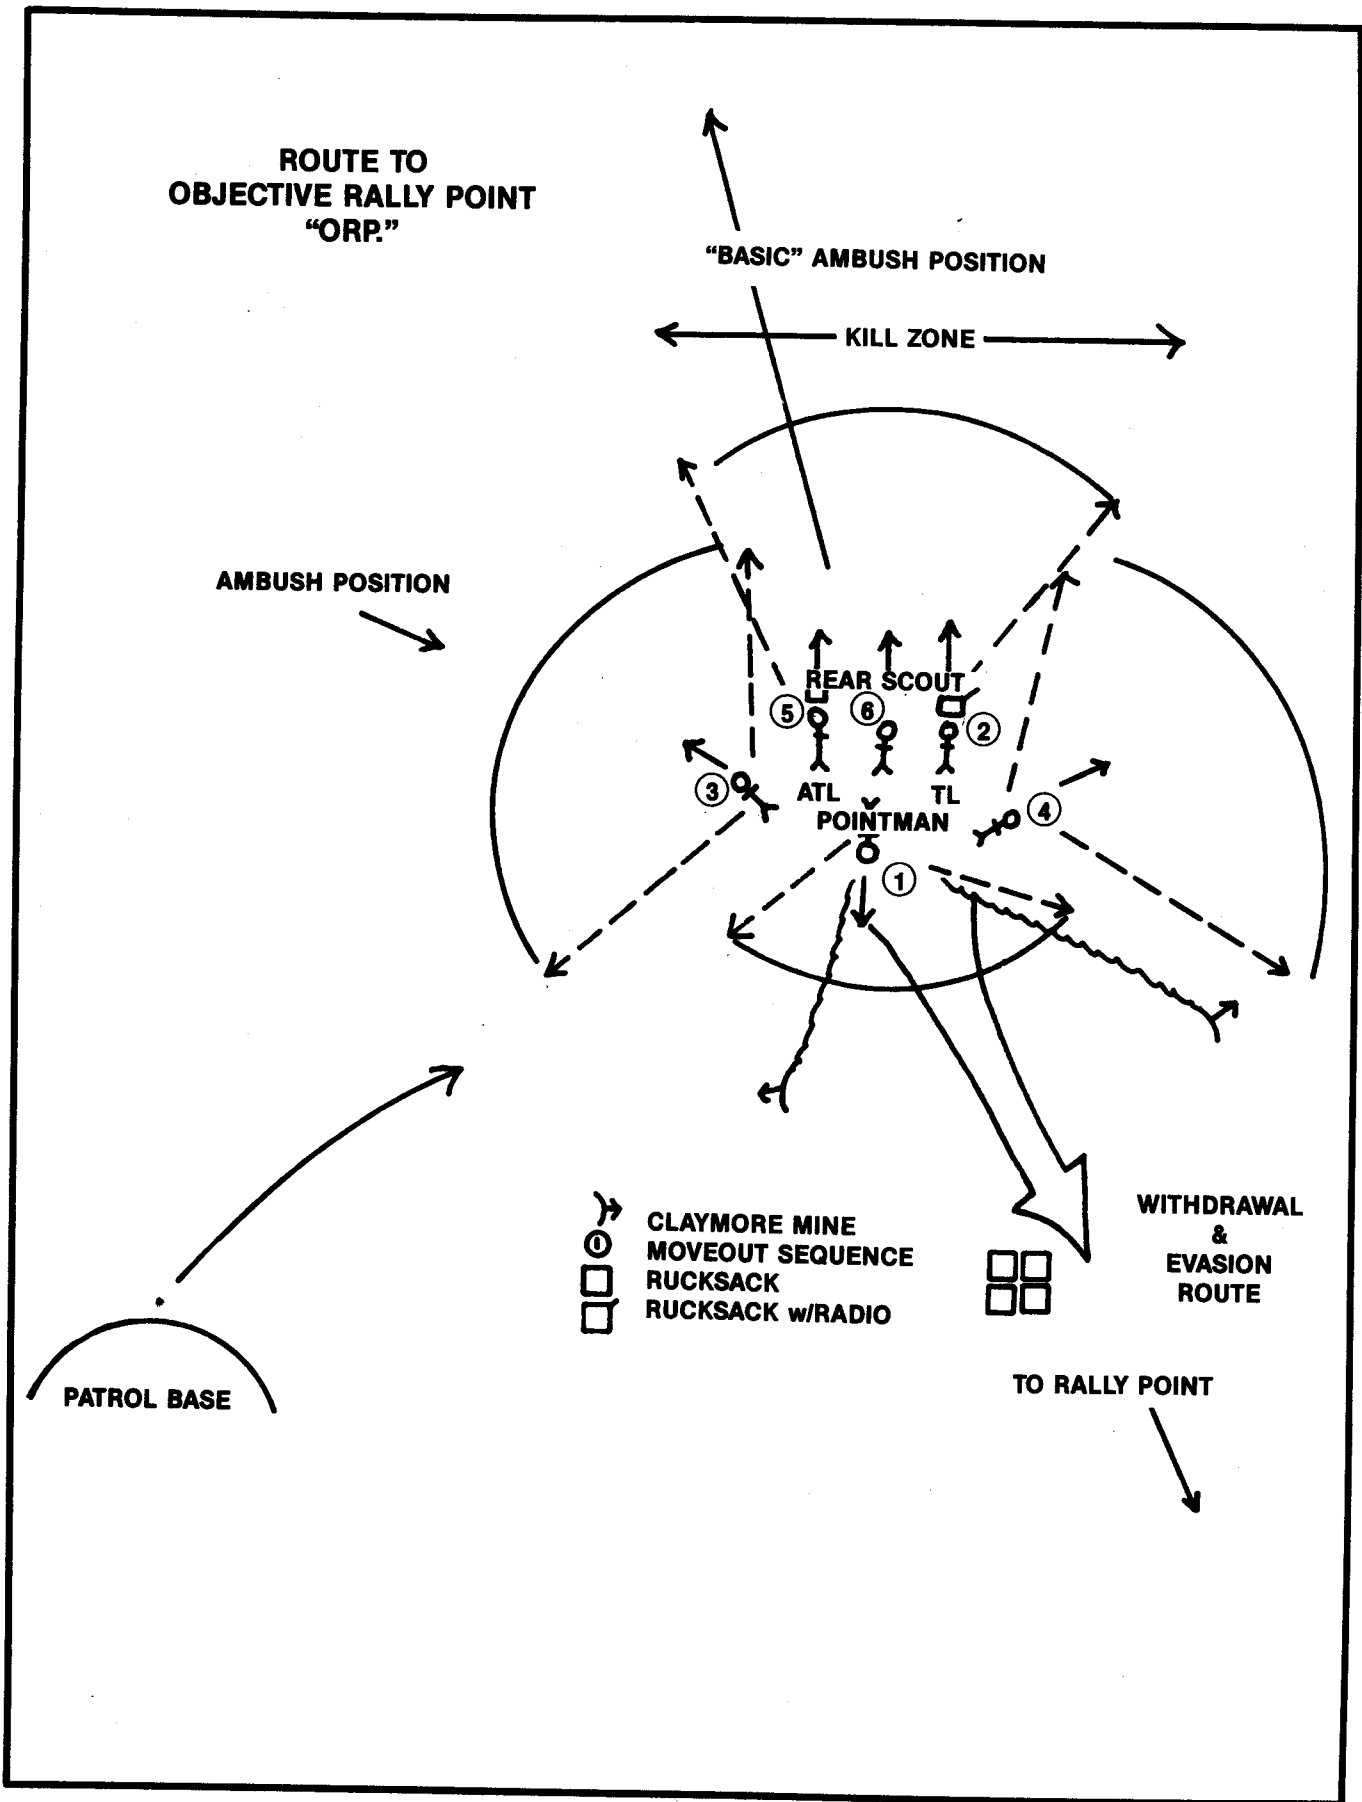 ROUTE TO
OBJECTIVE RALLY POINT
“ORP.”
“BASIC” AMBUSH POSITION
KILL ZONE
AMBUSH POSITION
REAR SCOUT
5
6
2
3
ATL
TL
4
POINTMAN
1
CLAYMORE MINE
MOVEOUT SEQUENCE
RUCKSACK
RUCKSACK w/RADIO
WITHDRAWAL
&
EVASION
ROUTE
PATROL BASE
TO RALLY POINT